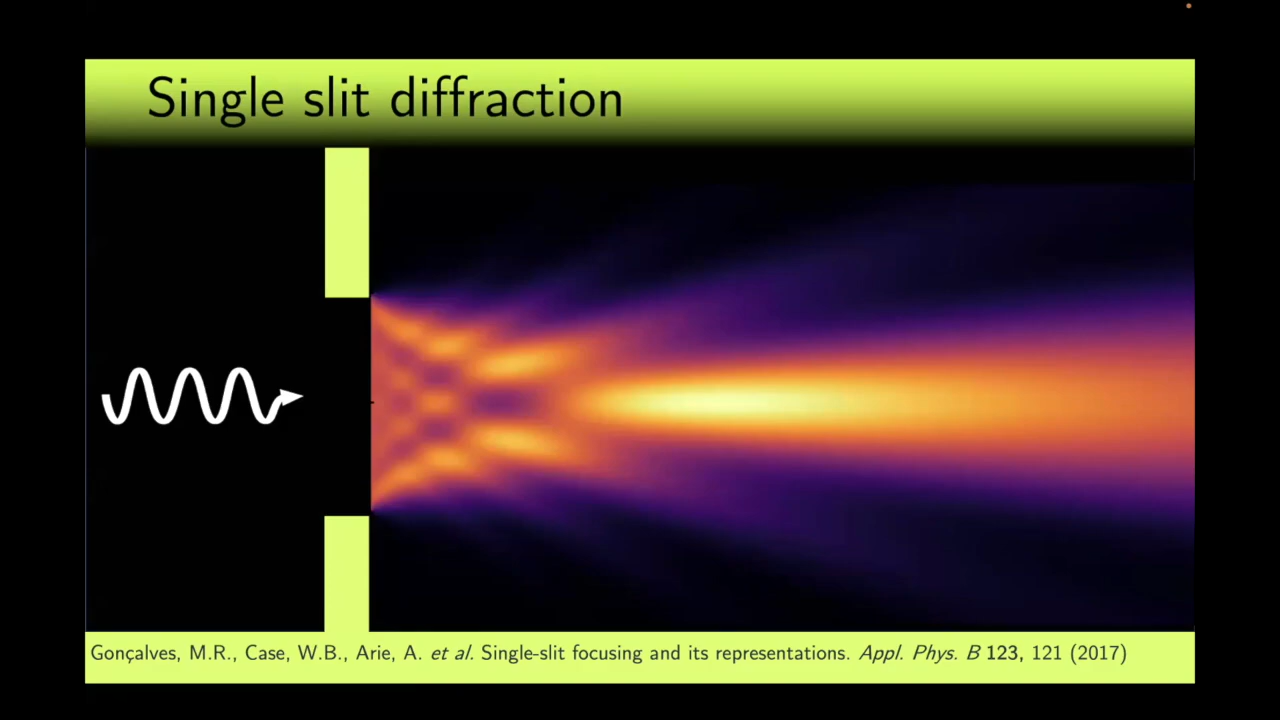 Single slit diffraction
Gonçalves, M.R., Case, W.B., Arie, A. et al. Single-slit focusing and its representations. Appl. Phys. B 123, 121 (2017)